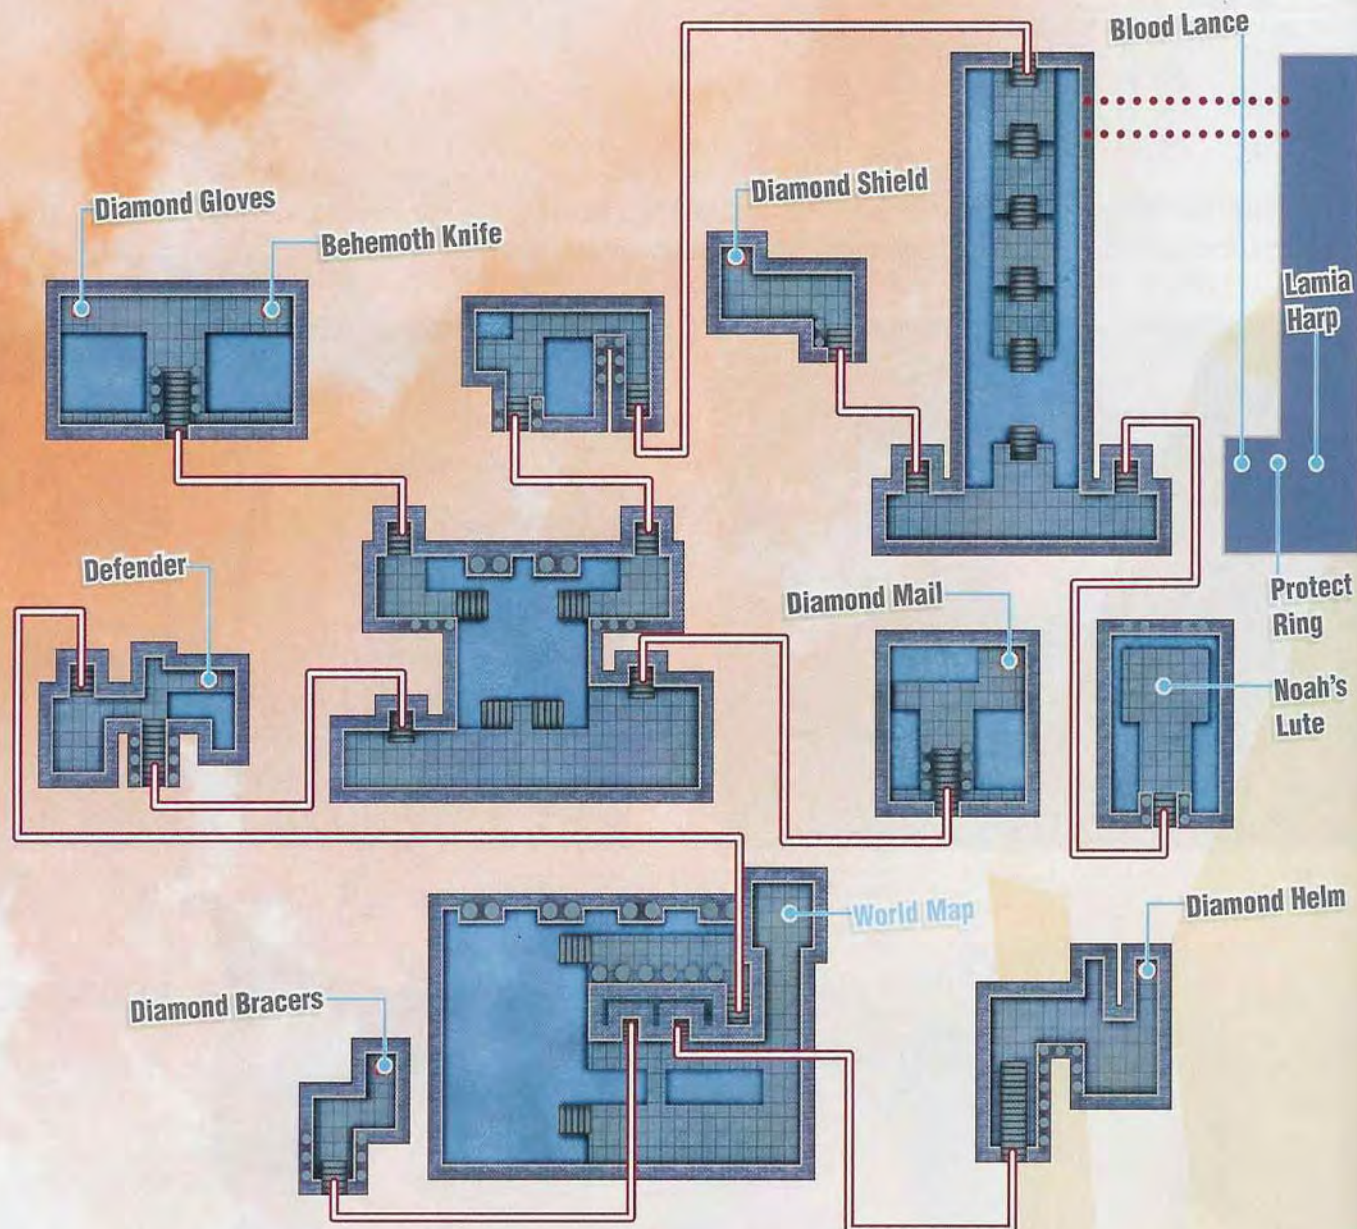 Blood Lance
Diamond Shield
Diamond Gloves
Behemoth Knife
Lamia
Harp
Defender
Diamond Mail
Protect
Ring
Noah's
Lute
World Map
Diamond Helm
Diamond Bracers